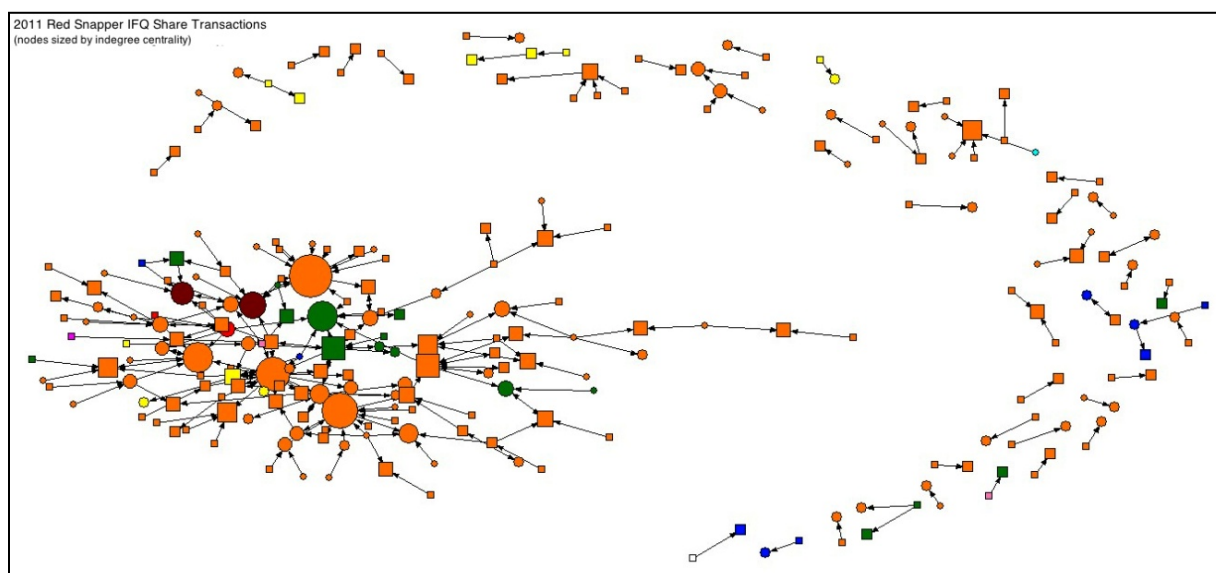 2011 Red Snapper IFQ Share Transactions
(nodes sized by indegree centrality)